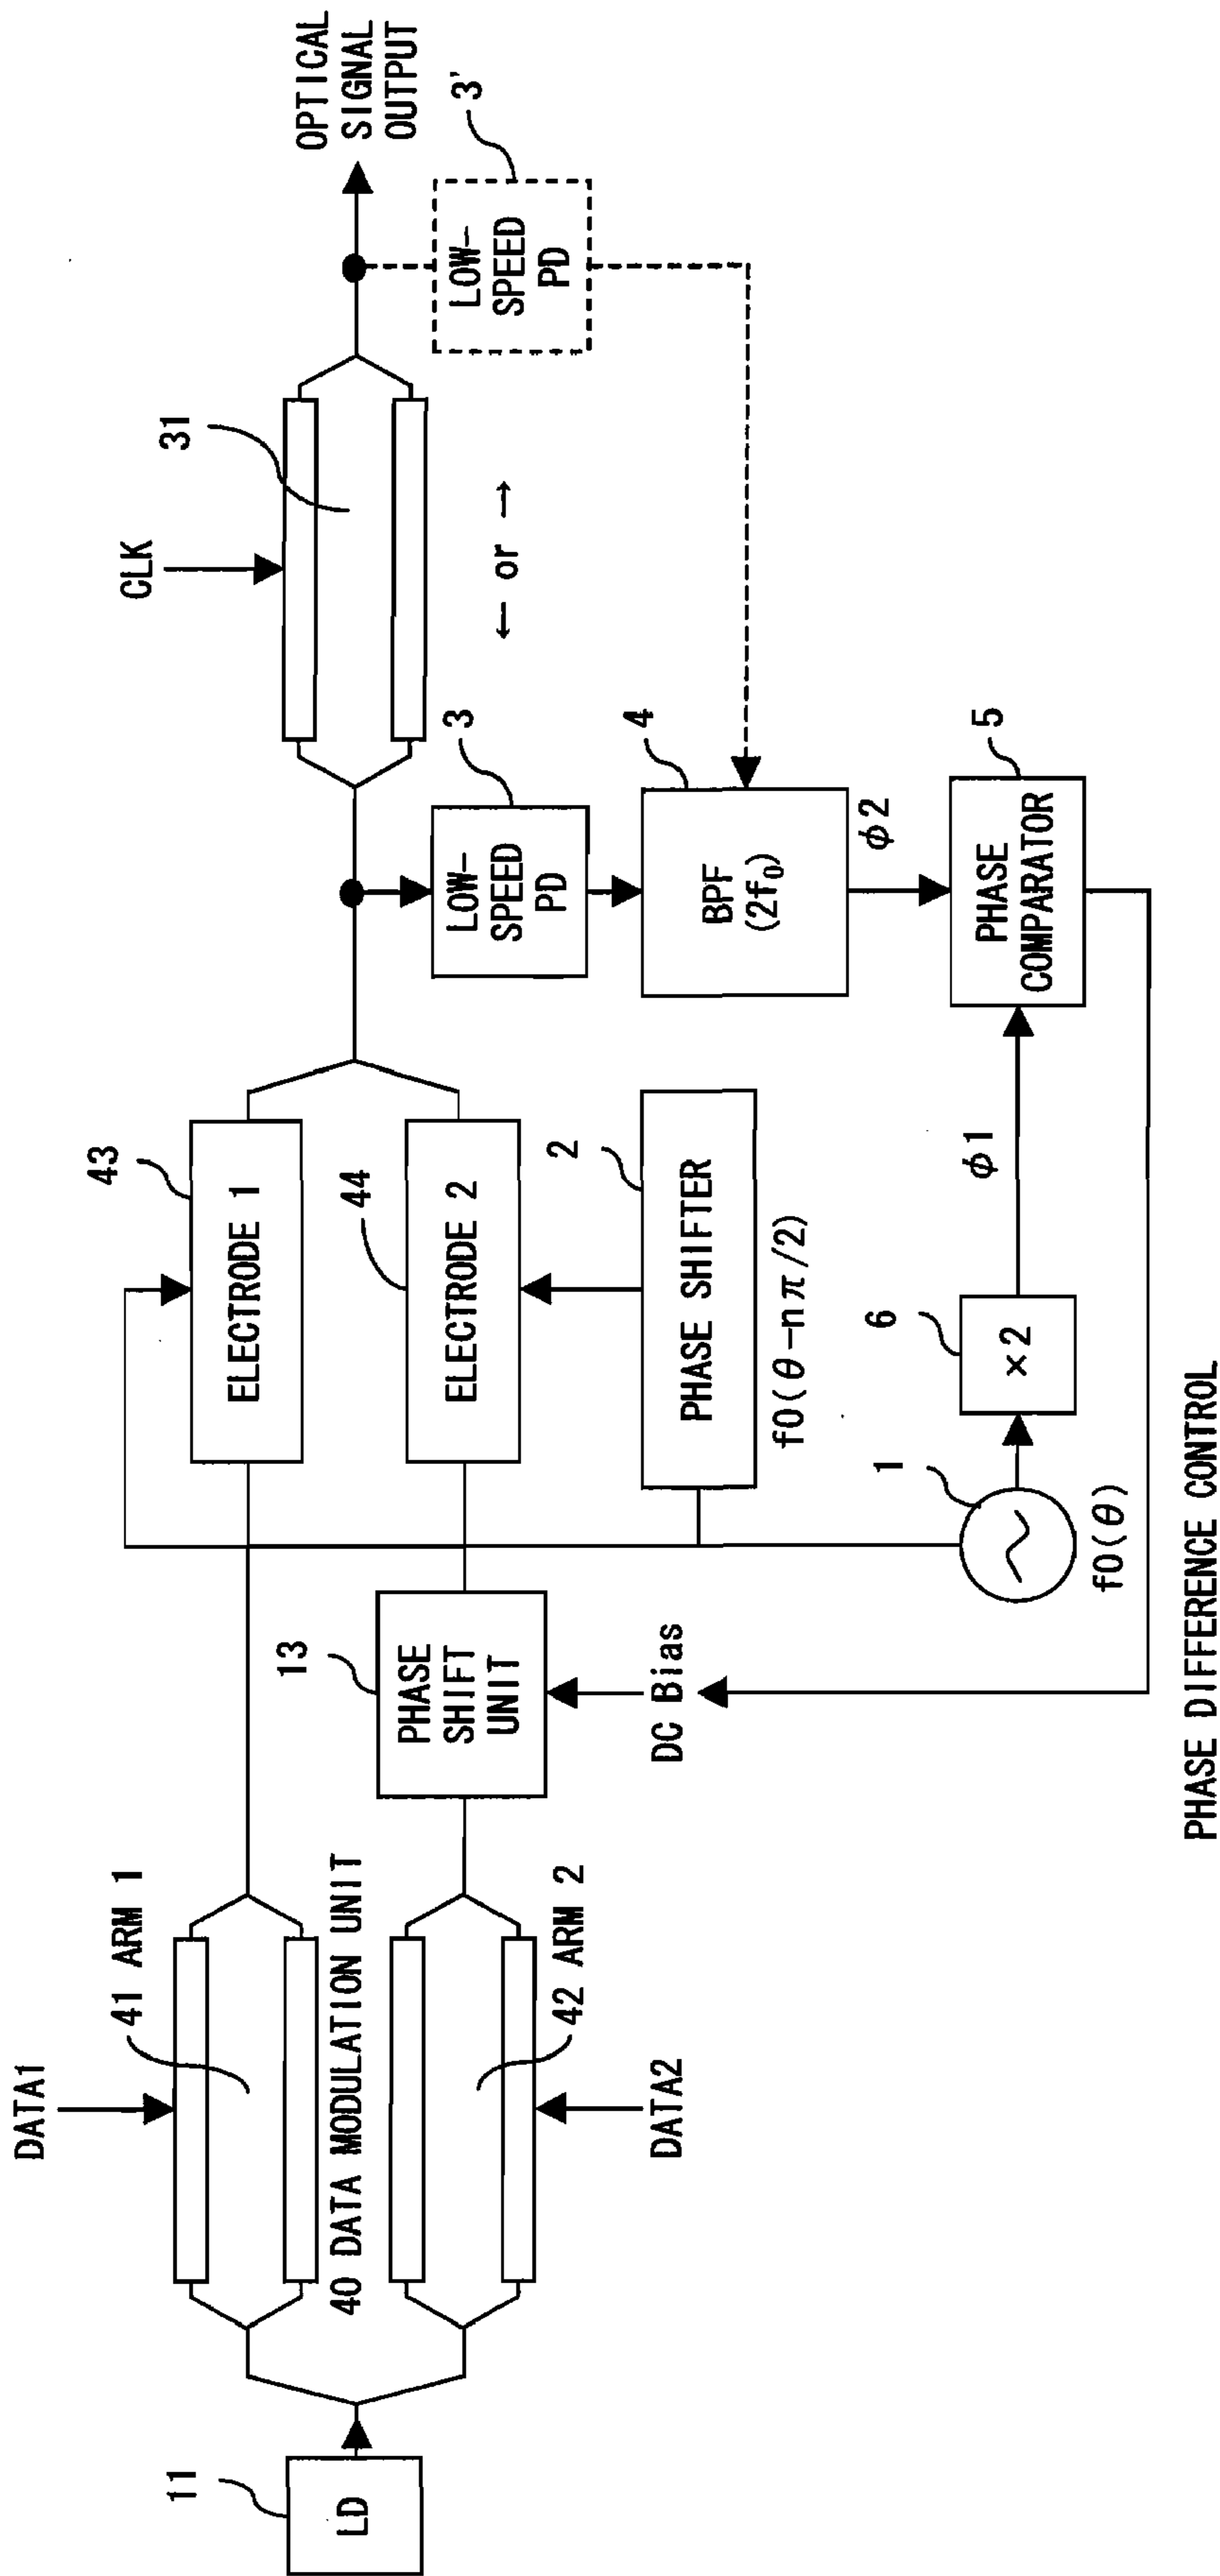 DATA1
41 ARM 1
11
LD
40 DATA MODULATION UNIT
42 ARM 2
DATA2
13
PHASE
SHIFT
UNIT
DC Bias
43
ELECTRODE 1
44
ELECTRODE 2
2
PHASE SHIFTER
f0(θ-nπ/2)
1
f0(θ)
6
×2
φ1
3
LOW-
SPEED
PD
4
BPF
(2f₀)
φ2
5
PHASE
COMPARATOR
CLK
31
← or →
3'
LOW-
SPEED
PD
OPTICAL
SIGNAL
OUTPUT
PHASE DIFFERENCE CONTROL